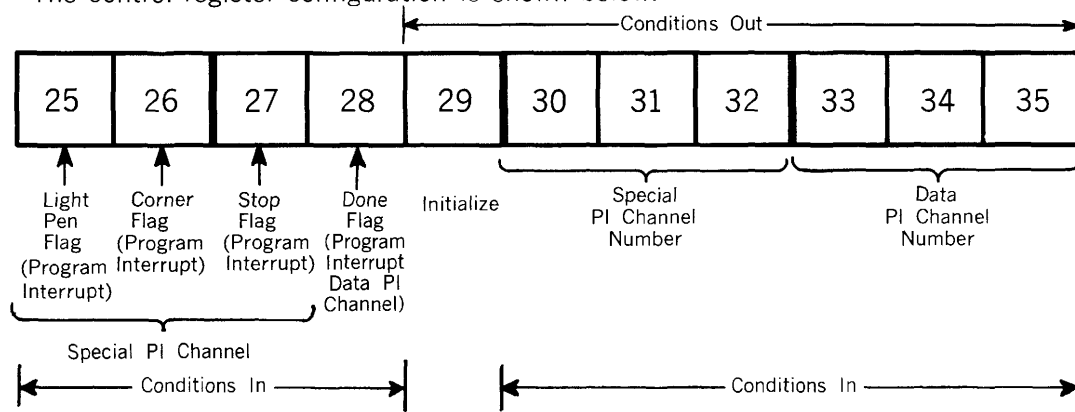 The control register configuration is shown below.
Conditions Out
25 26 27 28 29 30 31 32 33 34 35
Light
Pen
Flag
(Program
Interrupt)
Corner
Flag
(Program
Interrupt)
Stop
Flag
(Program
Interrupt)
Done
Flag
(Program
Interrupt
Data PI
Channel)
Initialize
Special
PI Channel
Number
Data
PI Channel
Number
Special PI Channel
Conditions In
Conditions In